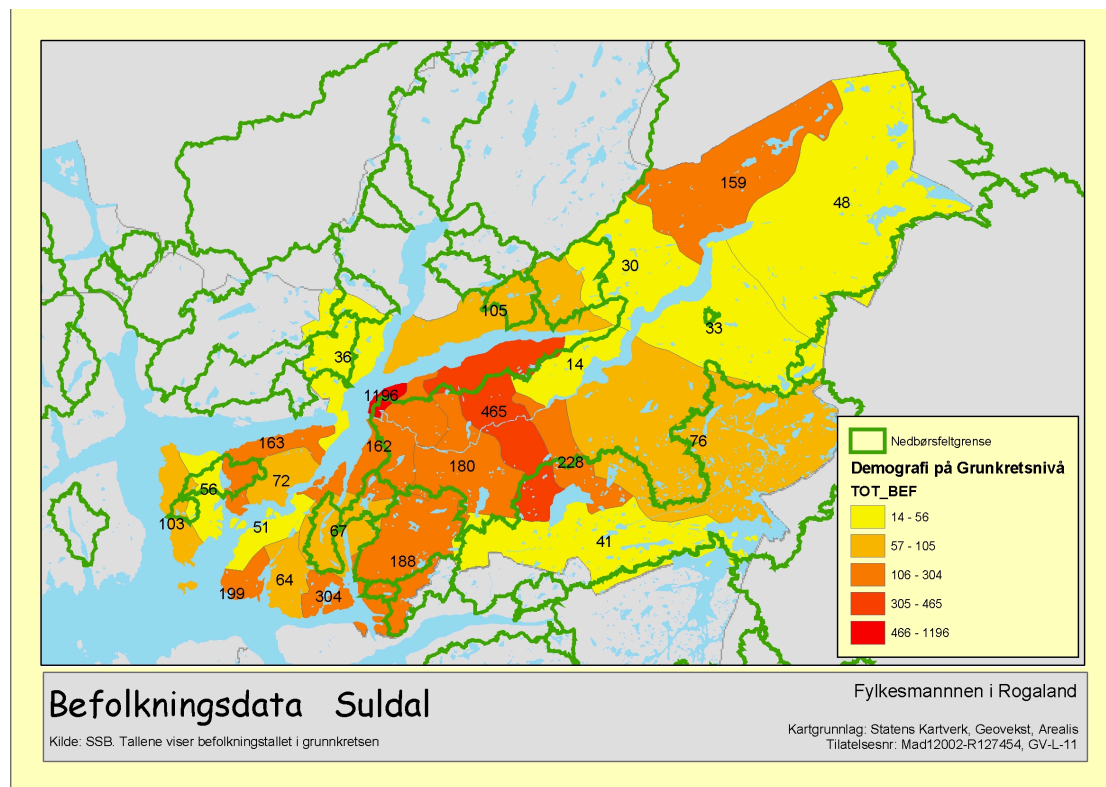 159
48
30
33
105
36
14
1196
465
163
162
76
180
228
72
56
103
51
67
41
188
64
199
304
Nedbørsfeltgrense
Demografi på Grunkretsnivå
TOT_BEF
14 - 56
57 - 105
106 - 304
305 - 465
466 - 1196
Befolkningsdata Suldal
Kilde: SSB. Tallene viser befolkningstallet i grunnkretsen
Fylkesmannnen i Rogaland
Kartgrunnlag: Statens Kartverk, Geovekst, Arealis
Tilatelsesnr: Mad12002-R127454, GV-L-11